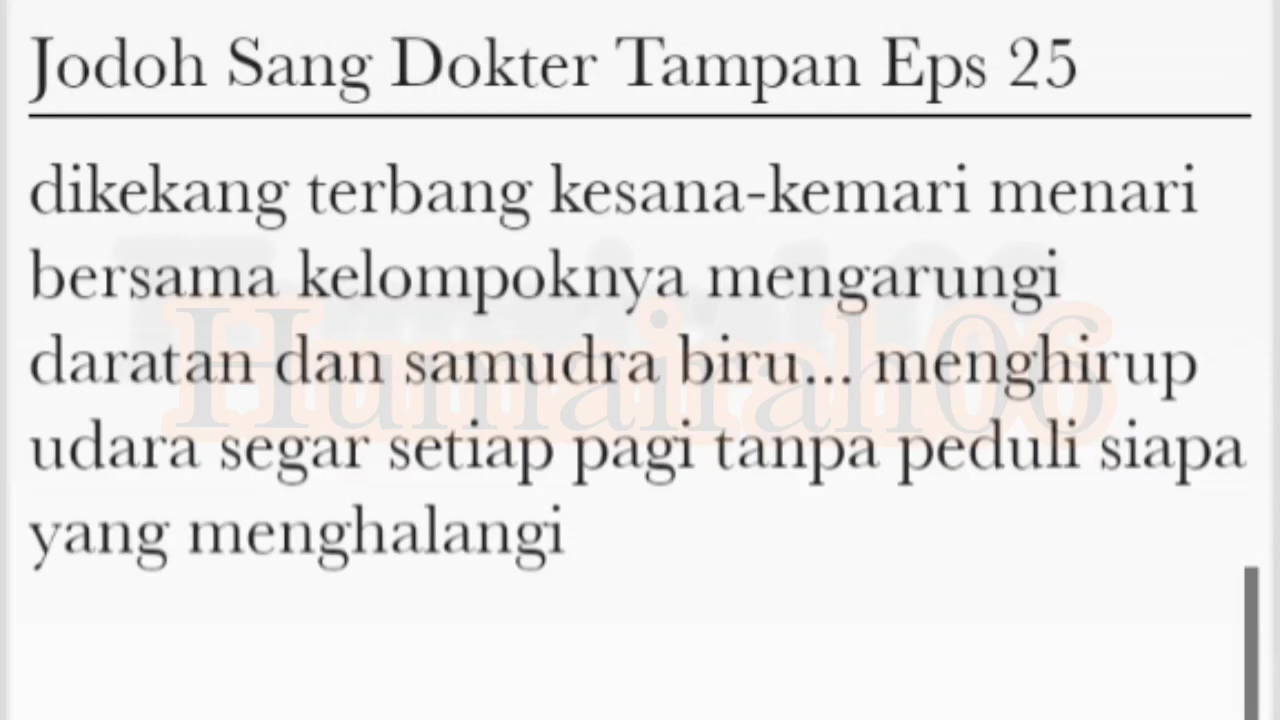 Jodoh Sang Dokter Tampan Eps 25
dikekang terbang kesana-kemari menari
bersama kelompoknya mengarungi
daratan dan samudra biru... menghirup
udara segar setiap pagi tanpa peduli siapa
yang menghalangi
Humairah06